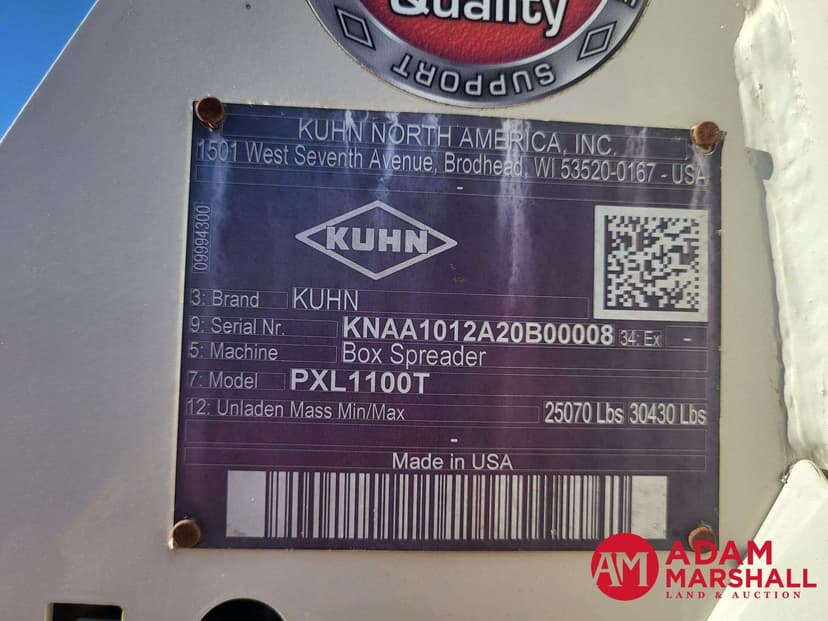 Quality
SUPPORT
KUHN NORTH AMERICA, INC.
1501 West Seventh Avenue, Brodhead, WI 53520-0167 - USA
-
09994300
KUHN
3: Brand KUHN
9: Serial Nr. KNAA1012A20B00008 34: Ex -
5: Machine Box Spreader
7: Model PXL1100T
12: Unladen Mass Min/Max 25070 Lbs 30430 Lbs
-
Made in USA
AM ADAM
MARSHALL
LAND & AUCTION